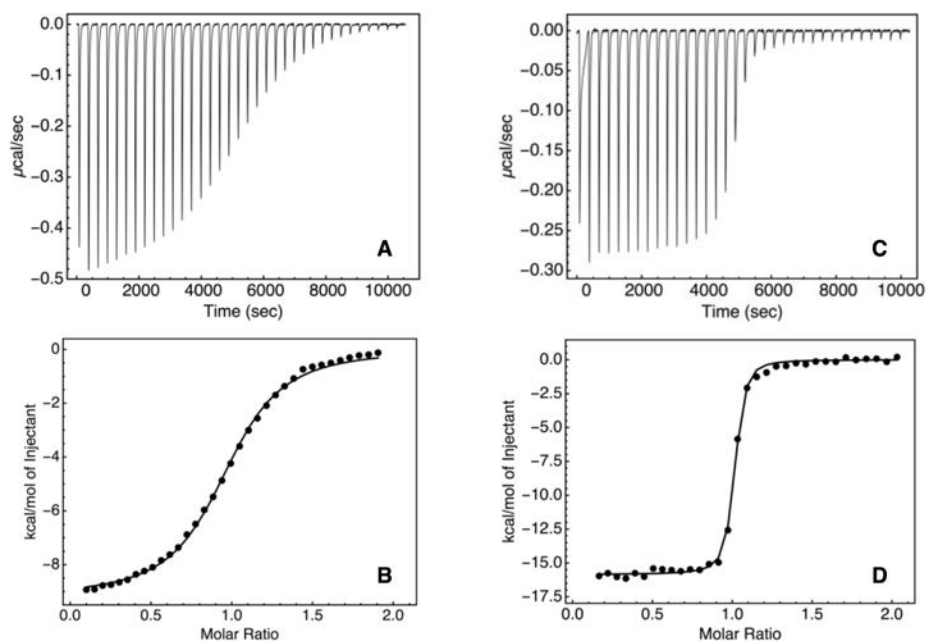 0.0
−0.1
−0.2
−0.3
−0.4
−0.5
μcal/sec
0 2000 4000 6000 8000 10000
Time (sec)
A
0.00
−0.05
−0.10
−0.15
−0.20
−0.25
−0.30
μcal/sec
0 2000 4000 6000 8000 10000
Time (sec)
C
0
−2
−4
−6
−8
kcal/mol of Injectant
0.0 0.5 1.0 1.5 2.0
Molar Ratio
B
0.0
−2.5
−5.0
−7.5
−10.0
−12.5
−15.0
−17.5
kcal/mol of Injectant
0.0 0.5 1.0 1.5 2.0
Molar Ratio
D